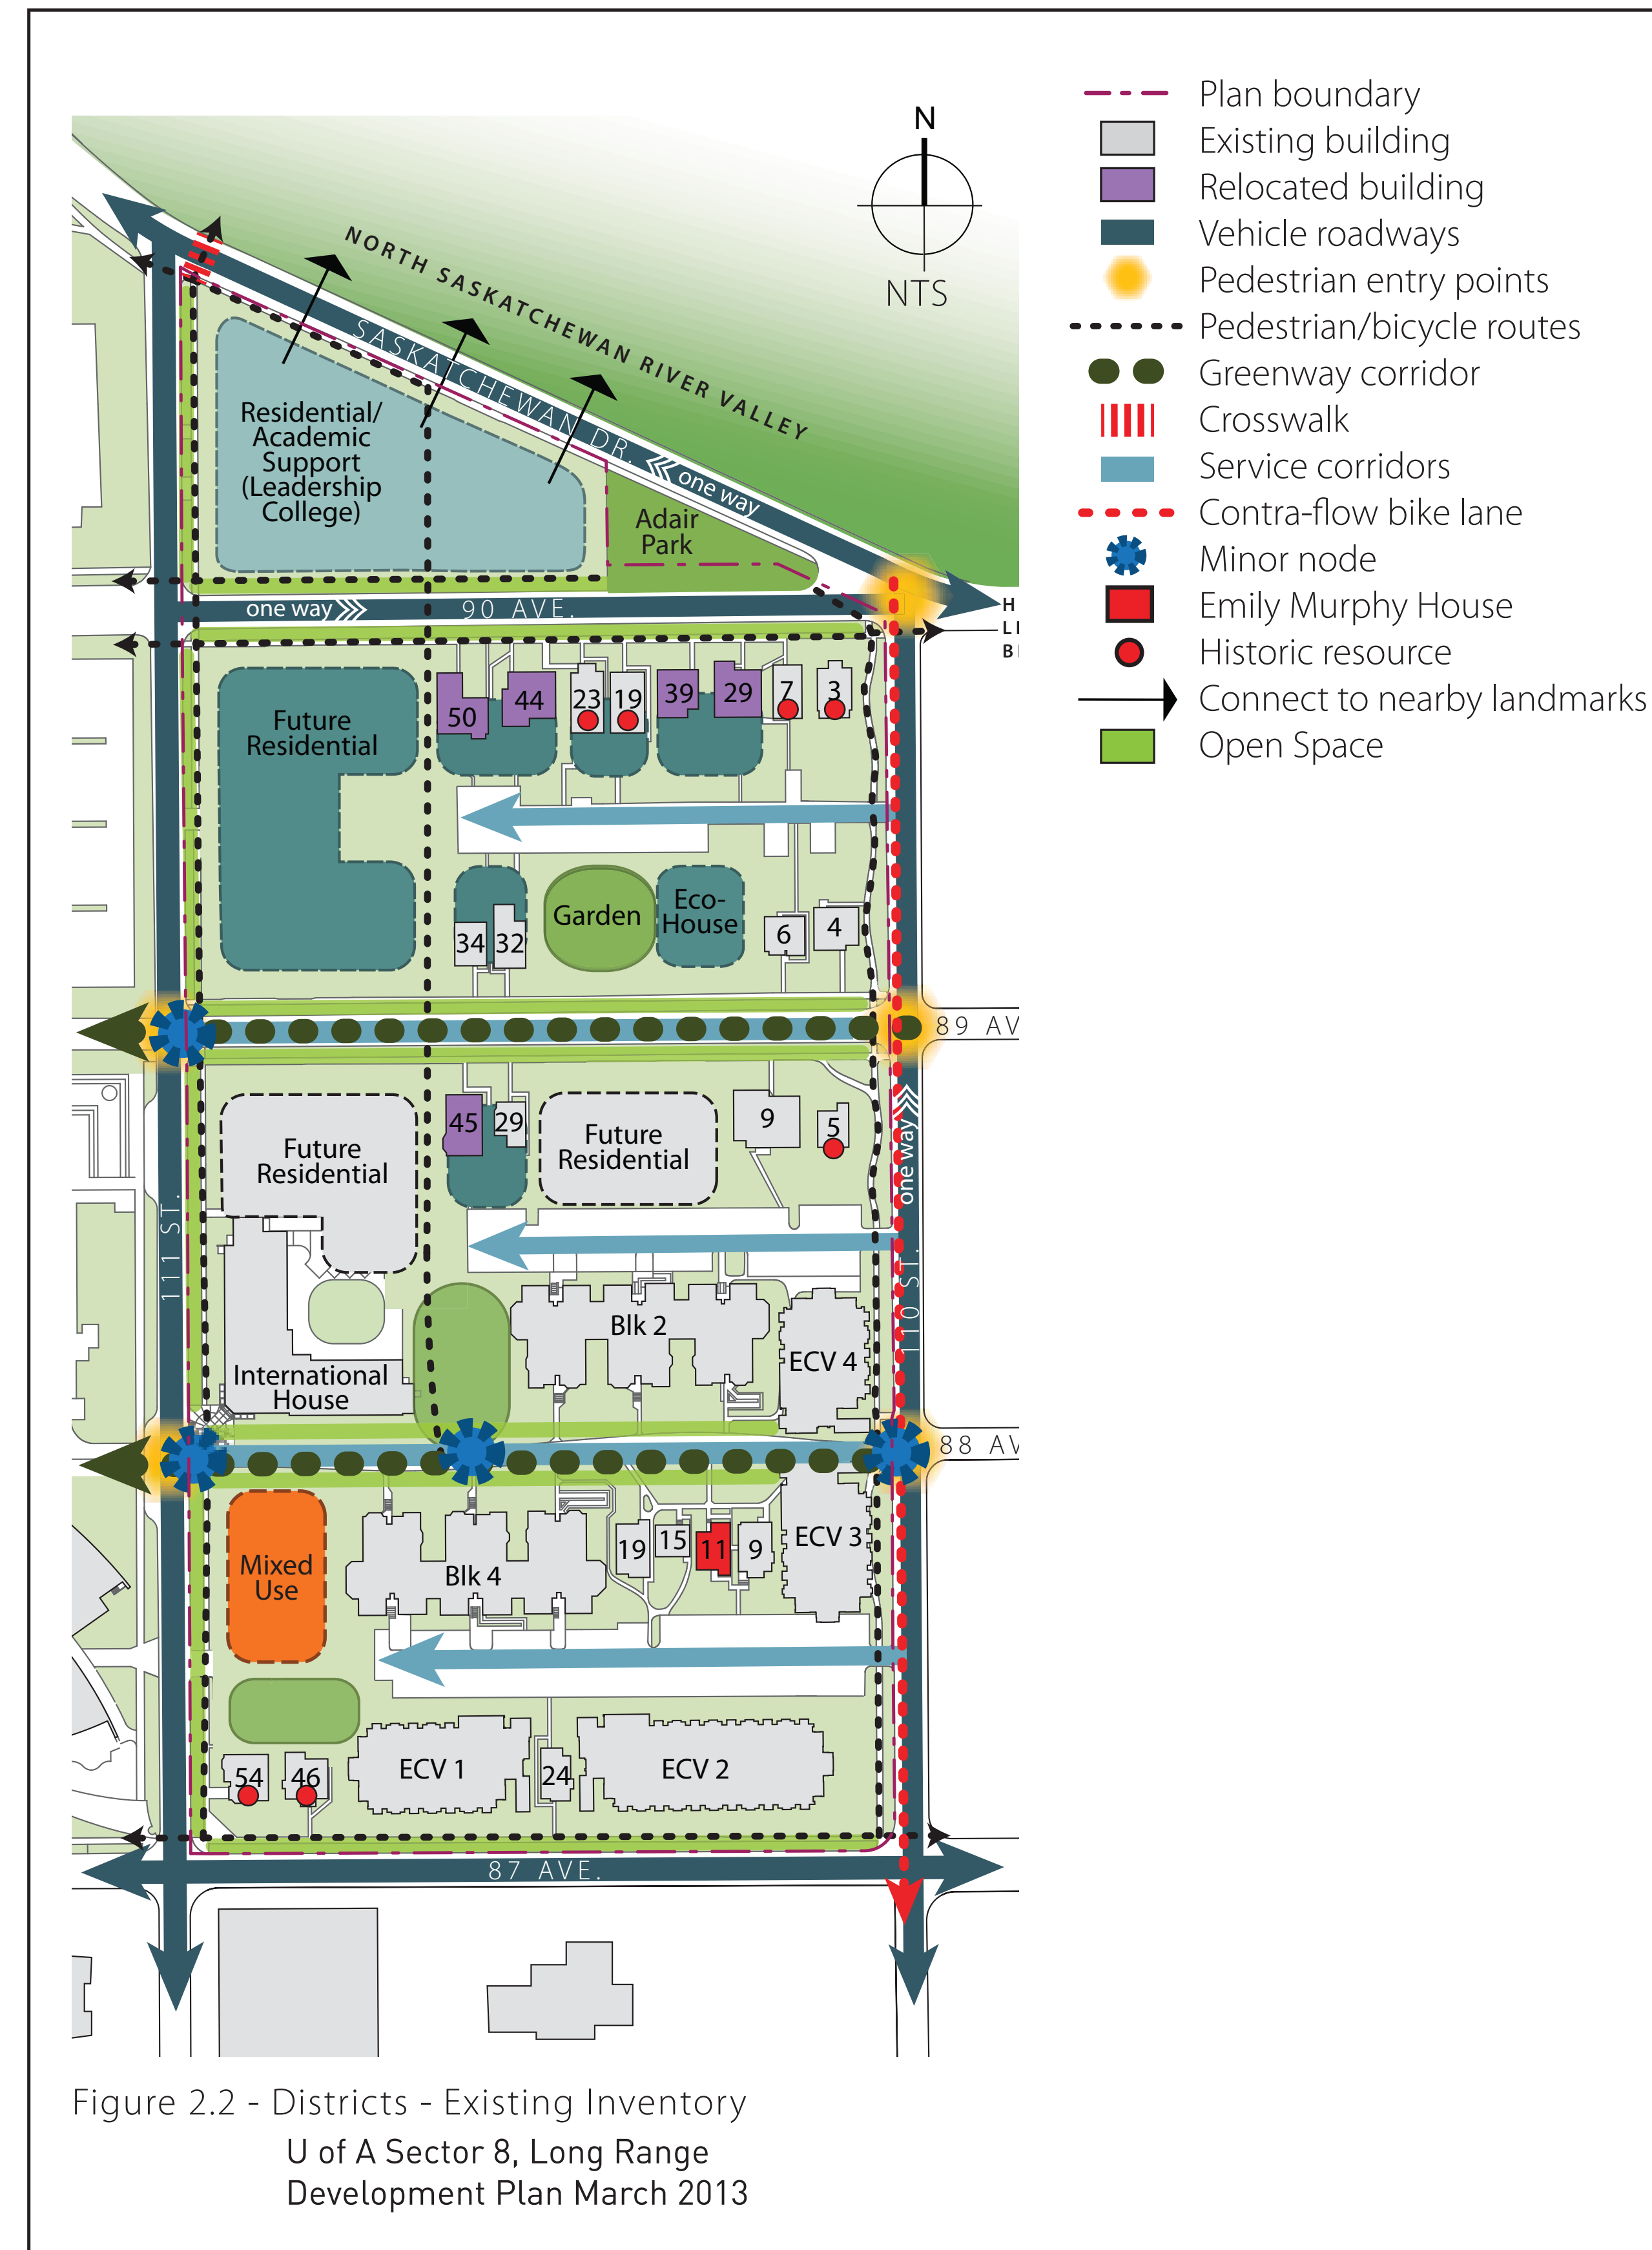 N
NTS
NORTH SASKATCHEWAN RIVER VALLEY
SASKATCHEWAN DR.
one way
Residential/
Academic
Support
(Leadership
College)
Adair
Park
one way
90 AVE.
H
LI
B
Future
Residential
50
44
23
19
39
29
7
3
34
32
Garden
Eco-
House
6
4
89 AV
Future
Residential
45
29
Future
Residential
9
5
one way
111 ST.
110 ST.
International
House
Blk 2
ECV 4
88 AV
Mixed
Use
Blk 4
19
15
11
9
ECV 3
54
46
ECV 1
24
ECV 2
87 AVE.
Plan boundary
Existing building
Relocated building
Vehicle roadways
Pedestrian entry points
Pedestrian/bicycle routes
Greenway corridor
Crosswalk
Service corridors
Contra-flow bike lane
Minor node
Emily Murphy House
Historic resource
Connect to nearby landmarks
Open Space
Figure 2.2 - Districts - Existing Inventory
U of A Sector 8, Long Range
Development Plan March 2013